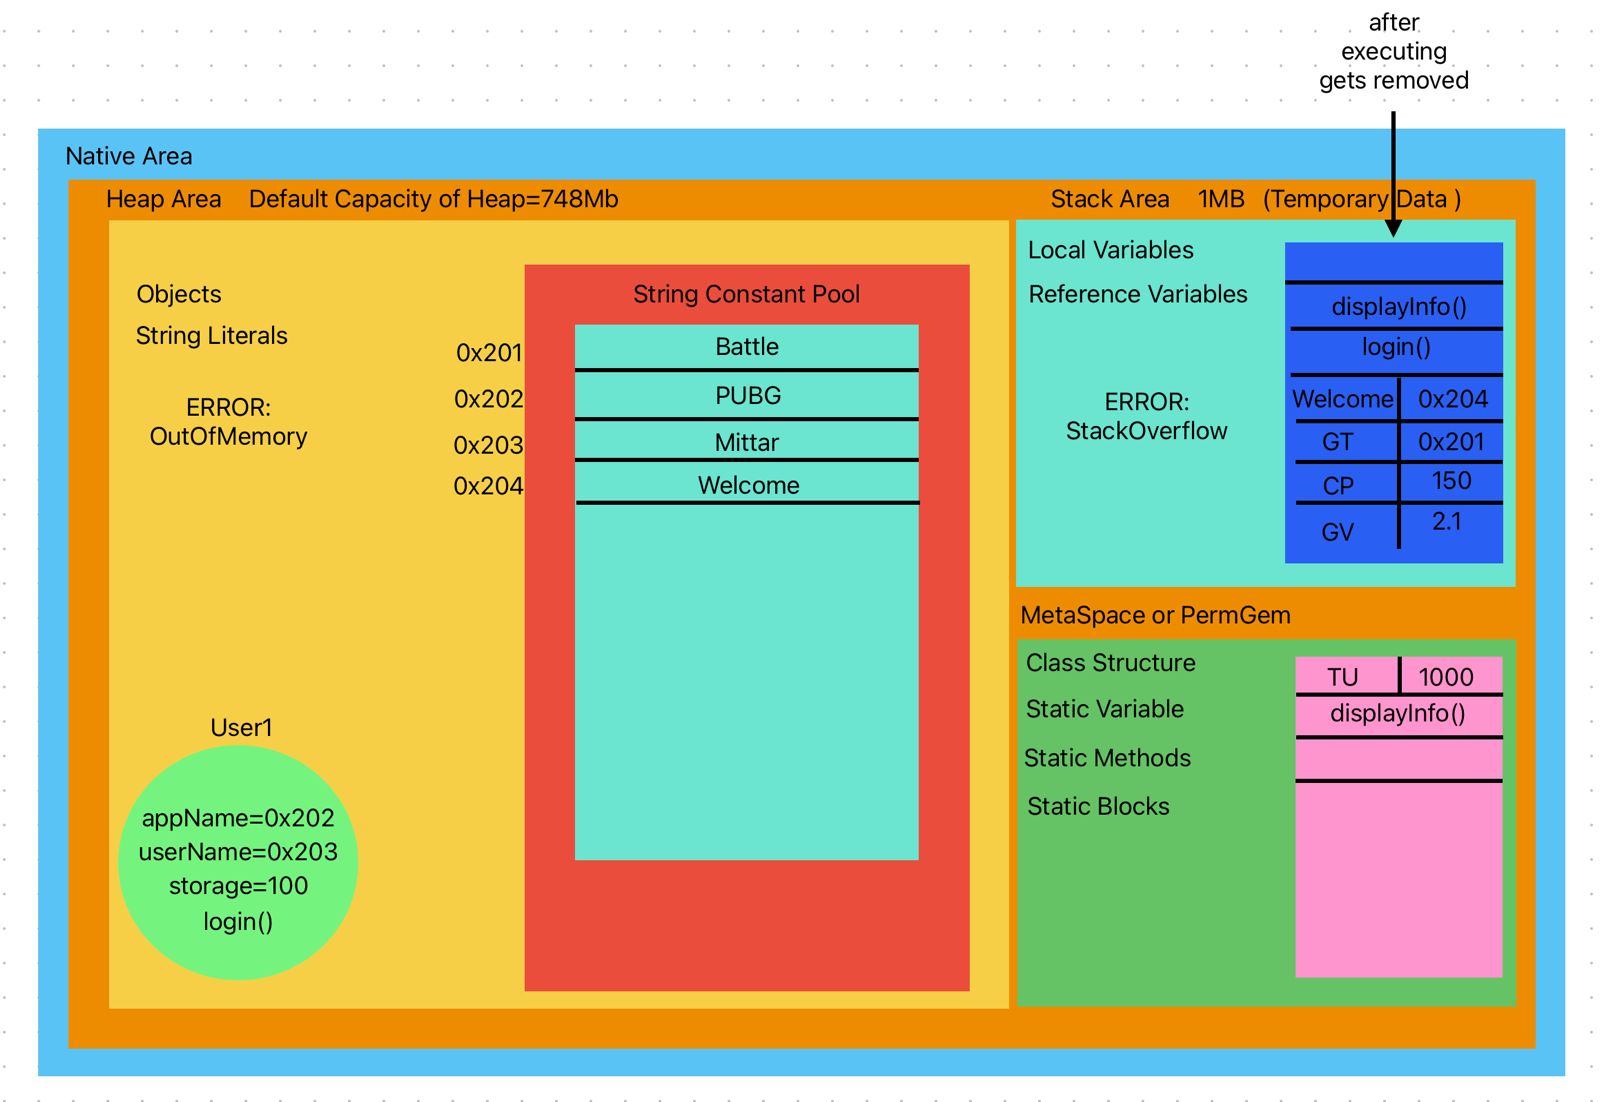 after
executing
gets removed
Native Area
Heap Area Default Capacity of Heap=748Mb
Stack Area 1MB (Temporary Data )
Objects
String Literals
ERROR:
OutOfMemory
String Constant Pool
0x201 Battle
0x202 PUBG
0x203 Mittar
0x204 Welcome
User1
appName=0x202
userName=0x203
storage=100
login()
Local Variables
Reference Variables
ERROR:
StackOverflow
displayInfo()
login()
Welcome 0x204
GT 0x201
CP 150
GV 2.1
MetaSpace or PermGem
Class Structure
Static Variable
Static Methods
Static Blocks
TU 1000
displayInfo()